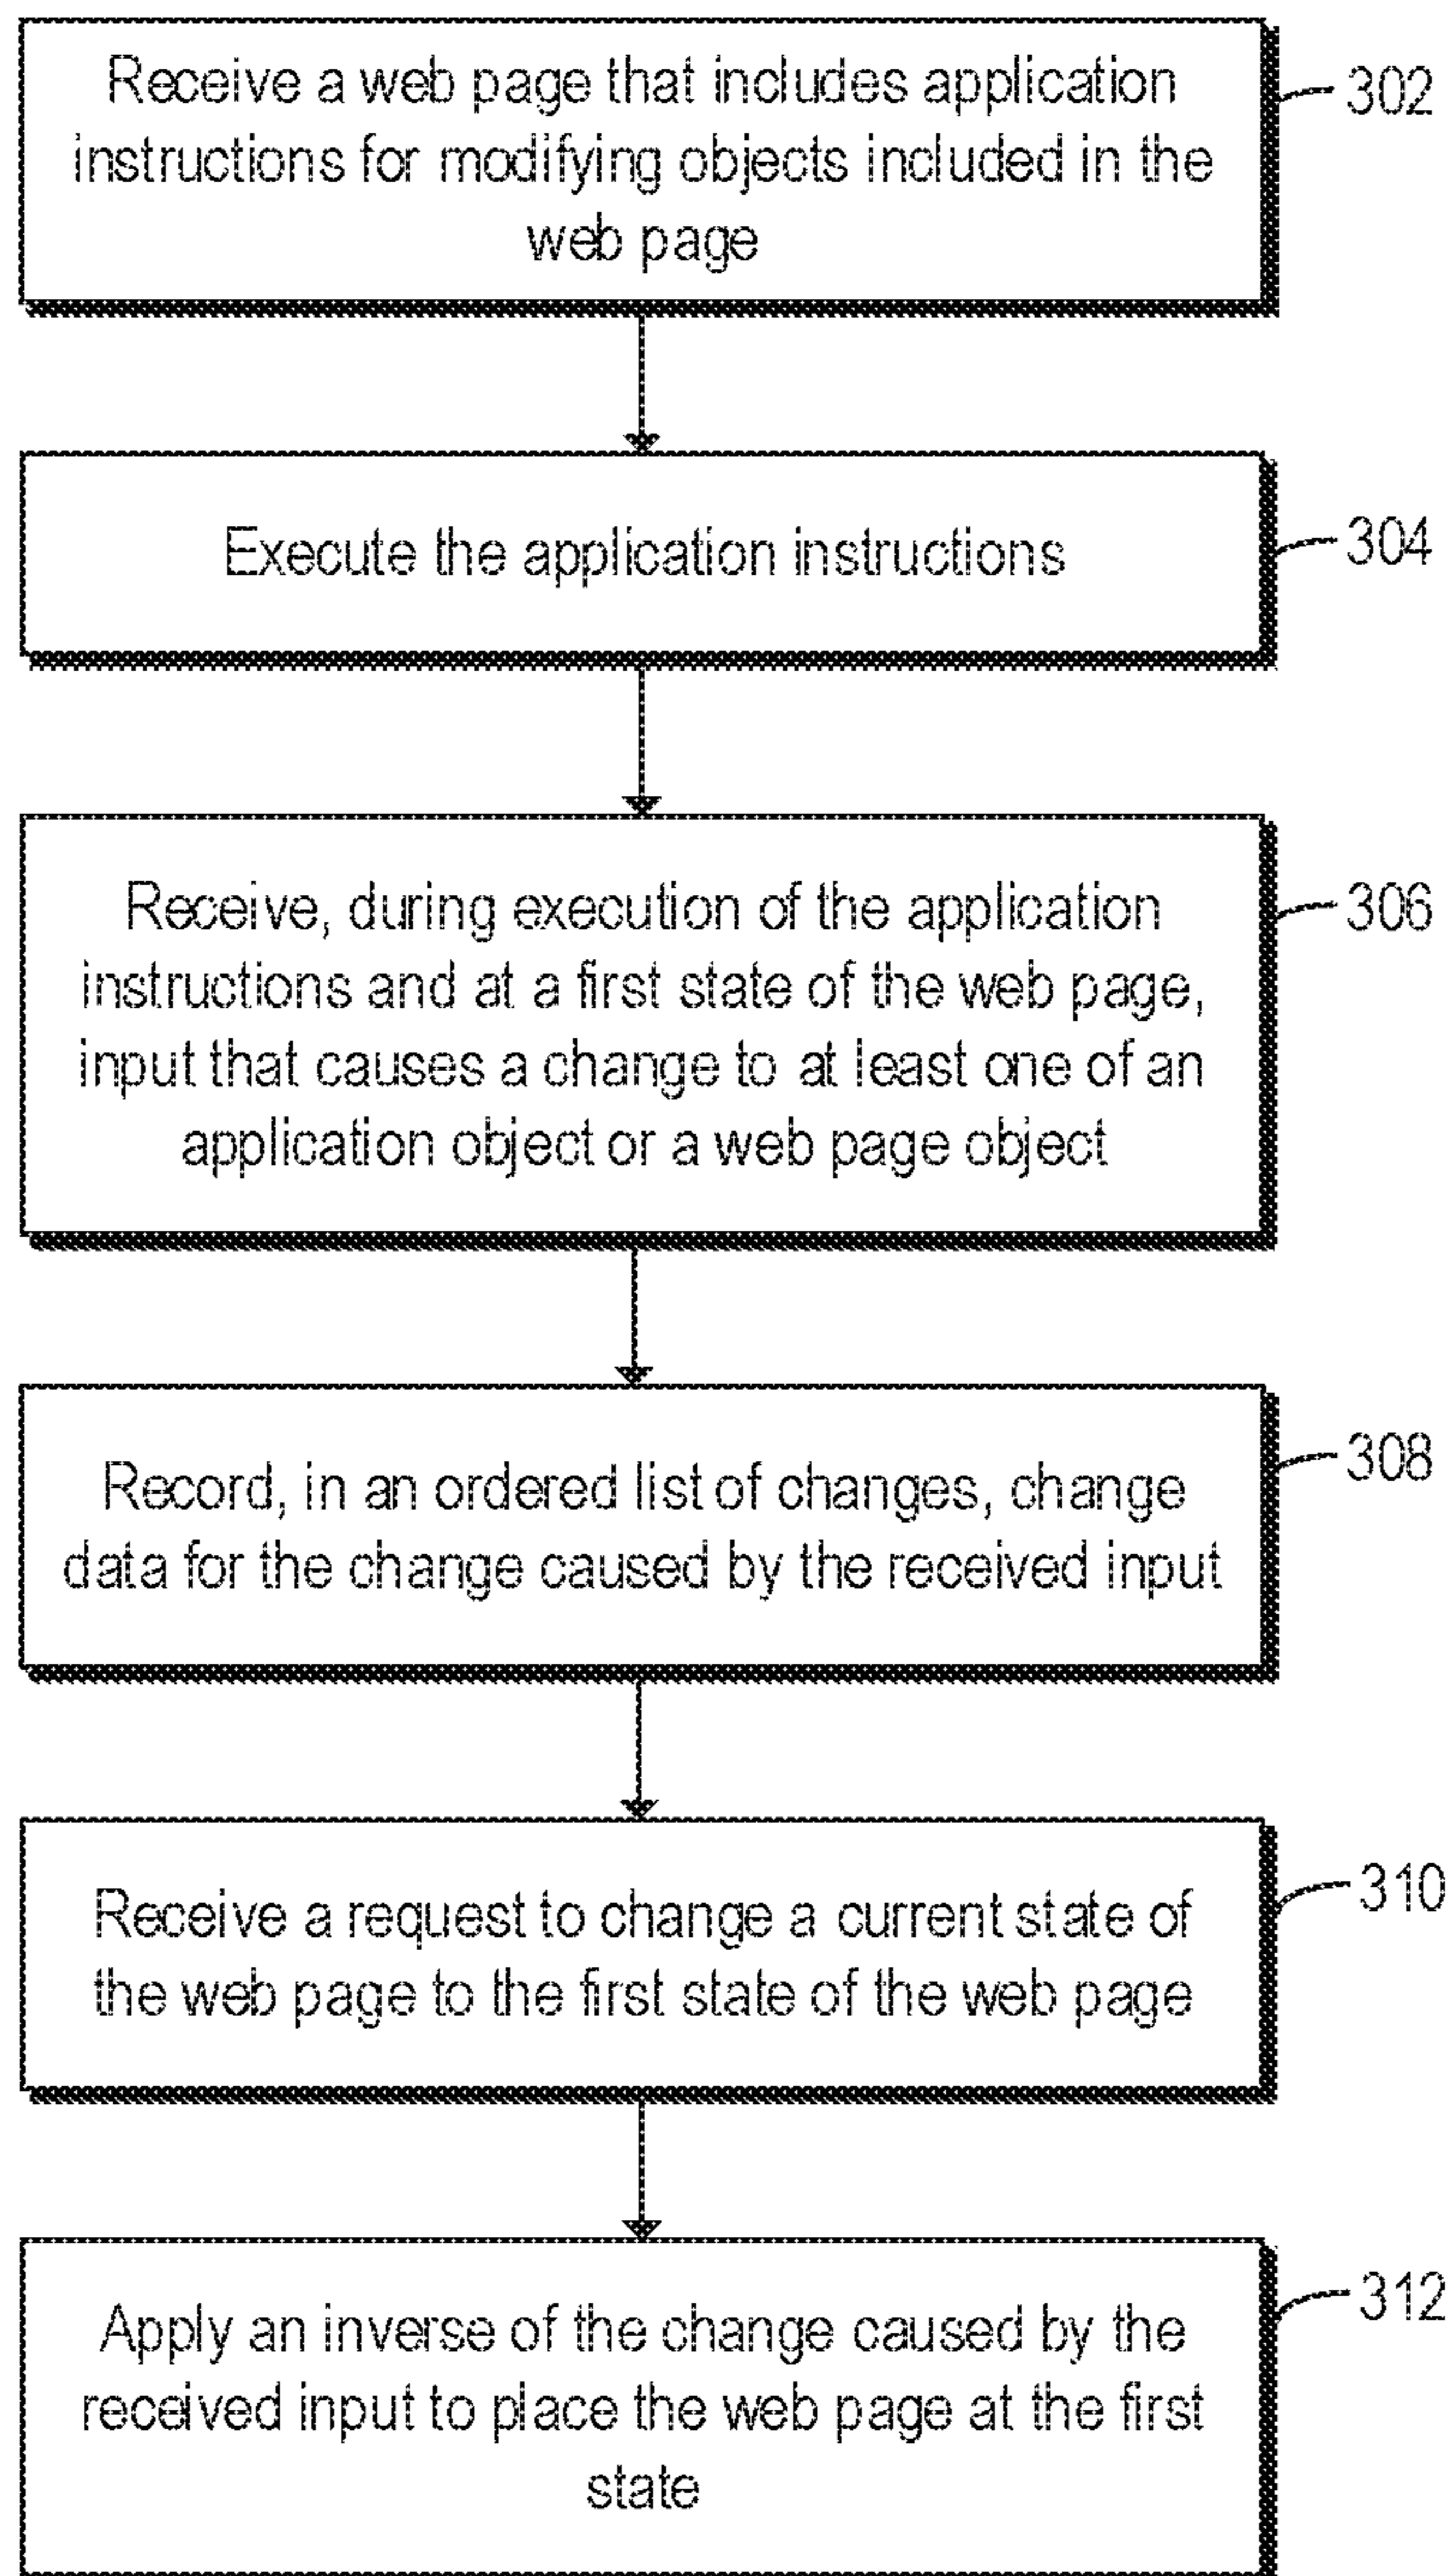 Receive a web page that includes application
instructions for modifying objects included in the
web page
302
Execute the application instructions
304
Receive, during execution of the application
instructions and at a first state of the web page,
input that causes a change to at least one of an
application object or a web page object
306
Record, in an ordered list of changes, change
data for the change caused by the received input
308
Receive a request to change a current state of
the web page to the first state of the web page
310
Apply an inverse of the change caused by the
received input to place the web page at the first
state
312